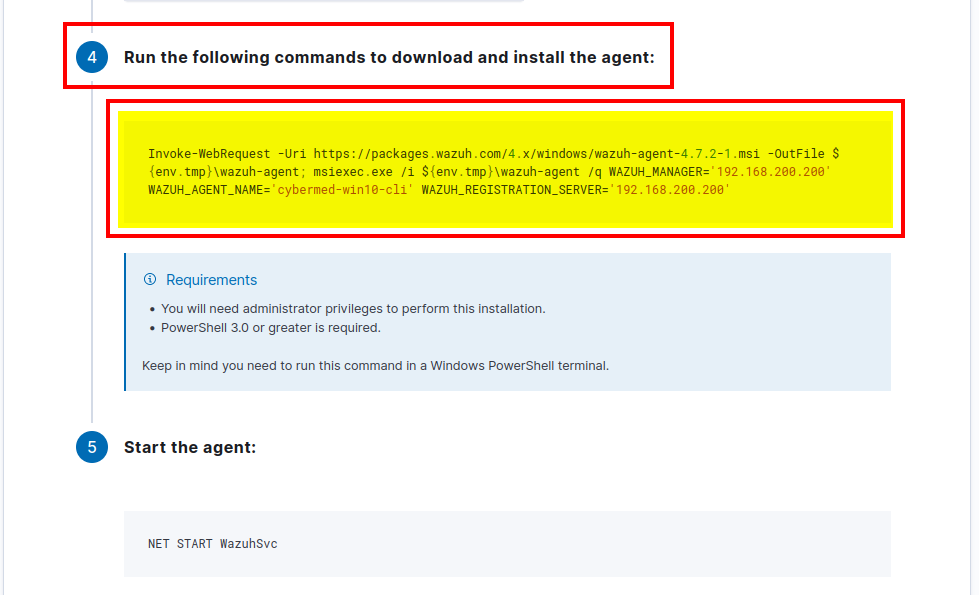 4 Run the following commands to download and install the agent:
Invoke-WebRequest -Uri https://packages.wazuh.com/4.x/windows/wazuh-agent-4.7.2-1.msi -OutFile $
{env.tmp}\wazuh-agent; msiexec.exe /i ${env.tmp}\wazuh-agent /q WAZUH_MANAGER='192.168.200.200'
WAZUH_AGENT_NAME='cybermed-win10-cli' WAZUH_REGISTRATION_SERVER='192.168.200.200'
Requirements
• You will need administrator privileges to perform this installation.
• PowerShell 3.0 or greater is required.
Keep in mind you need to run this command in a Windows PowerShell terminal.
5 Start the agent:
NET START WazuhSvc